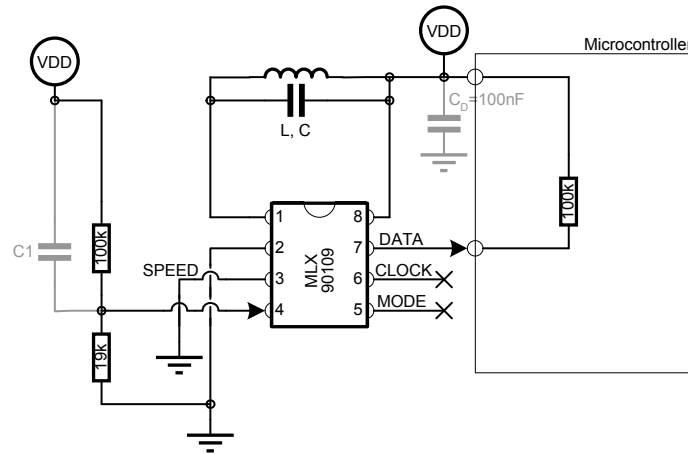 VDD
VDD
Microcontroller
C_D=100nF
L, C
C1
100k
100k
19k
SPEED
1
2
3
4
MLX
90109
8
7
6
5
DATA
CLOCK
MODE